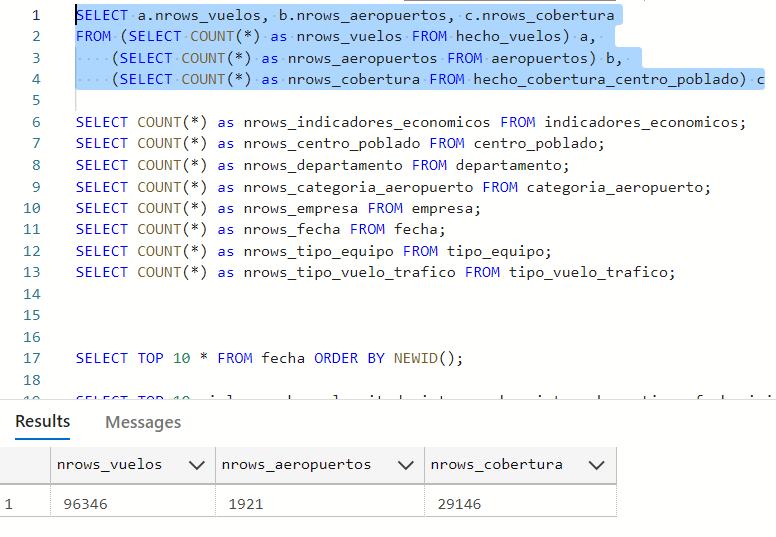 1 SELECT a.nrows_vuelos, b.nrows_aeropuertos, c.nrows_cobertura
2 FROM (SELECT COUNT(*) as nrows_vuelos FROM hecho_vuelos) a,
3 (SELECT COUNT(*) as nrows_aeropuertos FROM aeropuertos) b,
4 (SELECT COUNT(*) as nrows_cobertura FROM hecho_cobertura_centro_poblado) c
5
6 SELECT COUNT(*) as nrows_indicadores_economicos FROM indicadores_economicos;
7 SELECT COUNT(*) as nrows_centro_poblado FROM centro_poblado;
8 SELECT COUNT(*) as nrows_departamento FROM departamento;
9 SELECT COUNT(*) as nrows_categoria_aeropuerto FROM categoria_aeropuerto;
10 SELECT COUNT(*) as nrows_empresa FROM empresa;
11 SELECT COUNT(*) as nrows_fecha FROM fecha;
12 SELECT COUNT(*) as nrows_tipo_equipo FROM tipo_equipo;
13 SELECT COUNT(*) as nrows_tipo_vuelo_trafico FROM tipo_vuelo_trafico;
14
15
16
17 SELECT TOP 10 * FROM fecha ORDER BY NEWID();
18
19 SELECT TOP 10
Results Messages
nrows_vuelos nrows_aeropuertos nrows_cobertura
1 96346 1921 29146